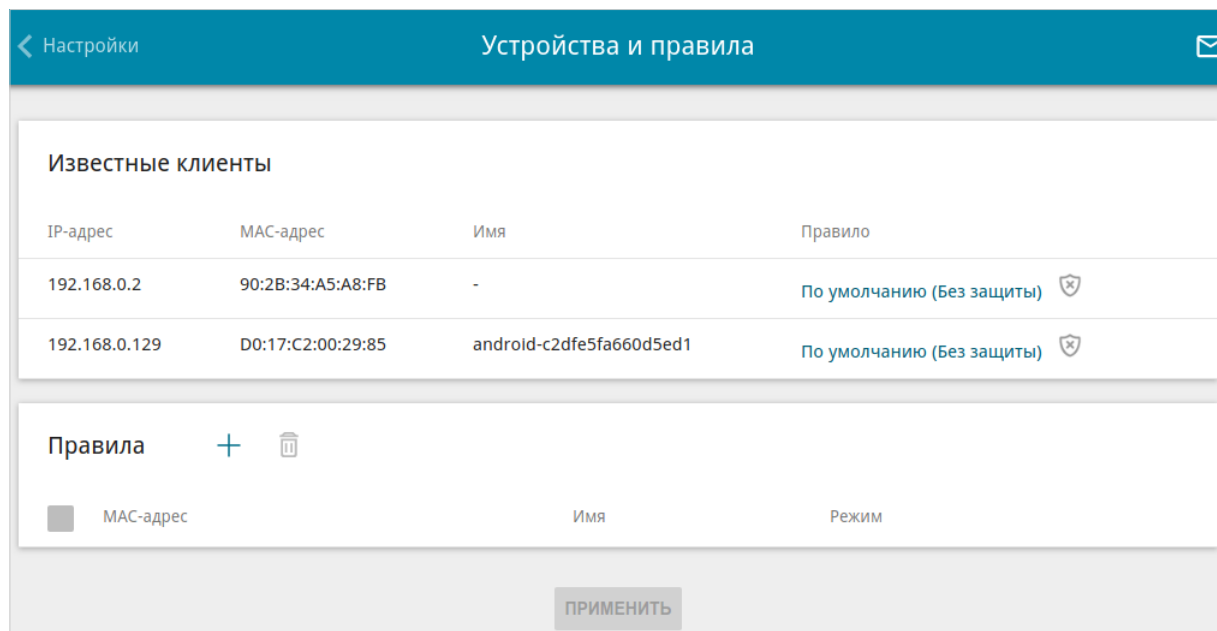 Настройки Устройства и правила
Известные клиенты
IP-адрес MAC-адрес Имя Правило
192.168.0.2 90:2B:34:A5:A8:FB - По умолчанию (Без защиты)
192.168.0.129 D0:17:C2:00:29:85 android-c2dfe5fa660d5ed1 По умолчанию (Без защиты)
Правила
MAC-адрес Имя Режим
ПРИМЕНИТЬ